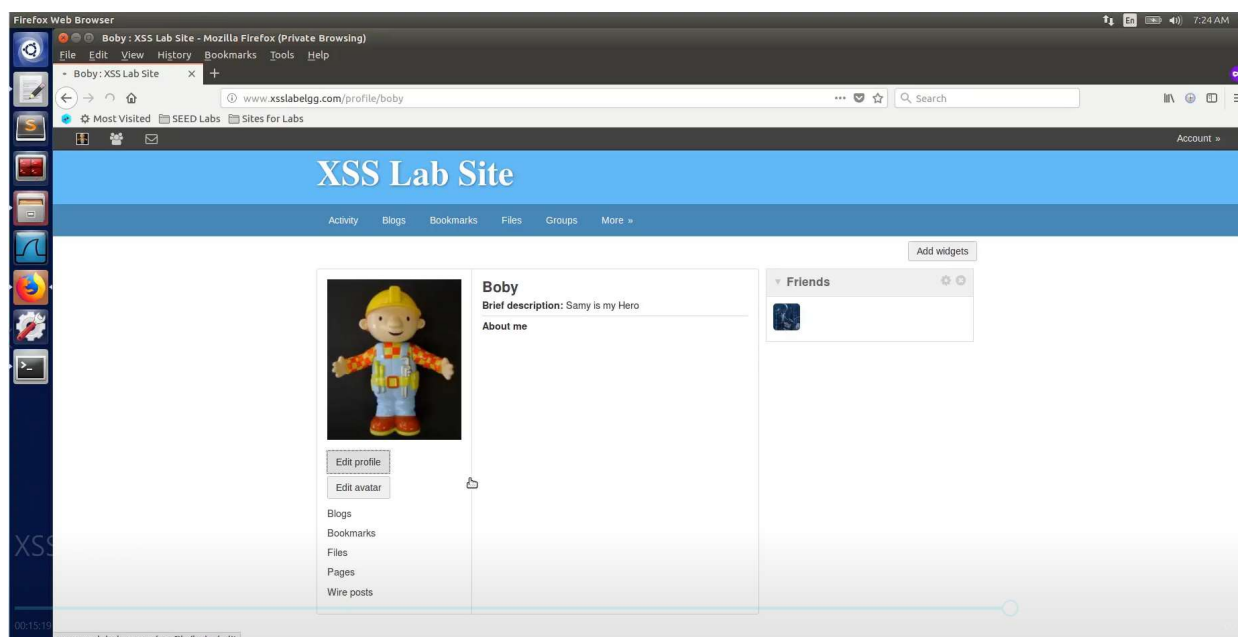 Firefox Web Browser
En
7:24 AM
Boby : XSS Lab Site - Mozilla Firefox (Private Browsing)
File Edit View History Bookmarks Tools Help
Boby : XSS Lab Site
www.xsslabelgg.com/profile/boby
Search
Most Visited SEED Labs Sites for Labs
Account »
XSS Lab Site
Activity Blogs Bookmarks Files Groups More »
Add widgets
Boby
Brief description: Samy is my Hero
About me
Friends
Edit profile
Edit avatar
Blogs
Bookmarks
Files
Pages
Wire posts
XSS
00:15:19